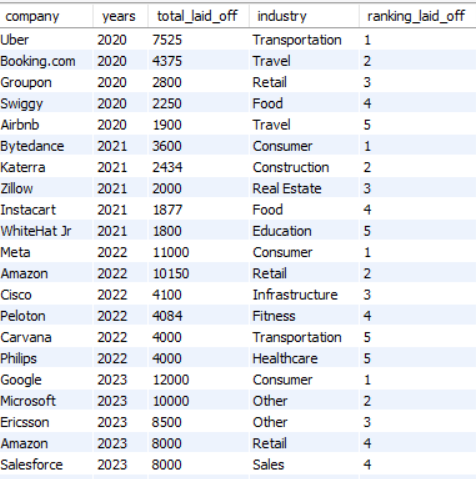 company years total_laid_off industry ranking_laid_off
Uber 2020 7525 Transportation 1
Booking.com 2020 4375 Travel 2
Groupon 2020 2800 Retail 3
Swiggy 2020 2250 Food 4
Airbnb 2020 1900 Travel 5
Bytedance 2021 3600 Consumer 1
Katerra 2021 2434 Construction 2
Zillow 2021 2000 Real Estate 3
Instacart 2021 1877 Food 4
WhiteHat Jr 2021 1800 Education 5
Meta 2022 11000 Consumer 1
Amazon 2022 10150 Retail 2
Cisco 2022 4100 Infrastructure 3
Peloton 2022 4084 Fitness 4
Carvana 2022 4000 Transportation 5
Philips 2022 4000 Healthcare 5
Google 2023 12000 Consumer 1
Microsoft 2023 10000 Other 2
Ericsson 2023 8500 Other 3
Amazon 2023 8000 Retail 4
Salesforce 2023 8000 Sales 4